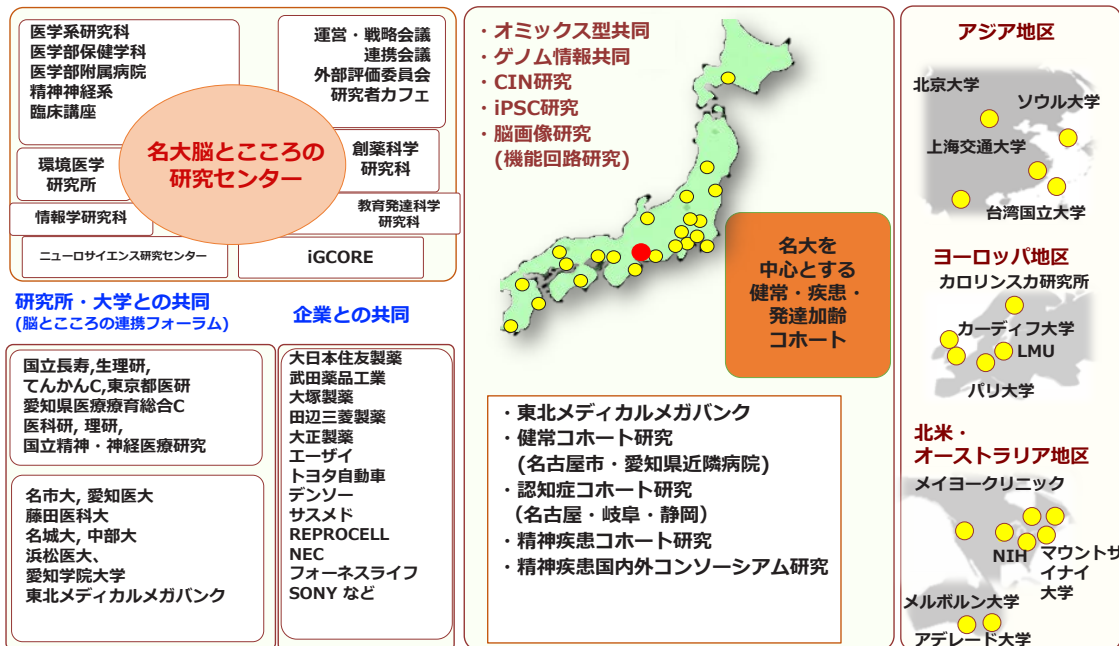 医学系研究科
医学部保健学科
医学部附属病院
精神神経系
臨床講座
運営・戦略会議
連携会議
外部評価委員会
研究者カフェ
名大脳とこころの
研究センター
環境医学
研究所
創薬科学
研究科
情報学研究科
教育発達科学
研究科
ニューロサイエンス研究センター
iGCORE
研究所・大学との共同
(脳とこころの連携フォーラム)
国立長寿,生理研,
てんかんC,東京都医研
愛知県医療療育総合C
医科研, 理研,
国立精神・神経医療研究
名市大, 愛知医大
藤田医科大
名城大, 中部大
浜松医大、
愛知学院大学
東北メディカルメガバンク
企業との共同
大日本住友製薬
武田薬品工業
大塚製薬
田辺三菱製薬
大正製薬
エーザイ
トヨタ自動車
デンソー
サスメド
REPROCELL
NEC
フォーネスライフ
SONY など
・オミックス型共同
・ゲノム情報共同
・CIN研究
・iPSC研究
・脳画像研究
(機能回路研究)
名大を
中心とする
健常・疾患・
発達加齢
コホート
・東北メディカルメガバンク
・健常コホート研究
(名古屋市・愛知県近隣病院)
・認知症コホート研究
（名古屋・岐阜・静岡）
・精神疾患コホート研究
・精神疾患国内外コンソーシアム研究
アジア地区
北京大学
ソウル大学
上海交通大学
台湾国立大学
ヨーロッパ地区
カロリンスカ研究所
カーディフ大学
LMU
パリ大学
北米・
オーストラリア地区
メイヨークリニック
NIH
マウントサ
イナイ
大学
メルボルン大学
アデレード大学